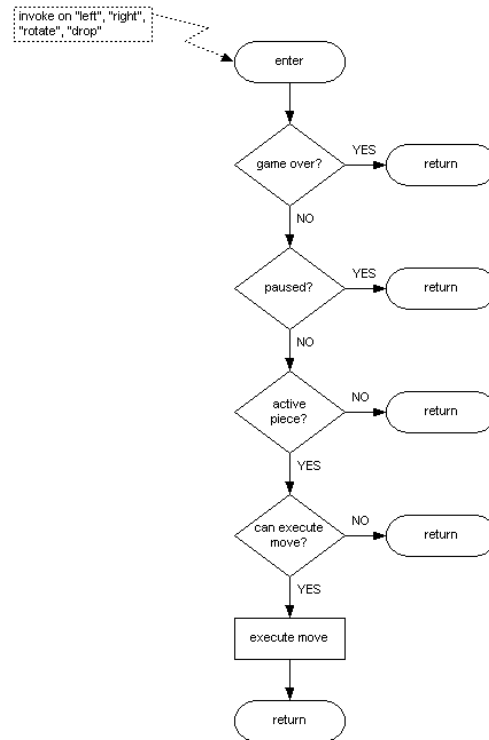 invoke on "left", "right",
"rotate", "drop"
enter
game over?
YES
return
NO
paused?
YES
return
NO
active
piece?
NO
return
YES
can execute
move?
NO
return
YES
execute move
return